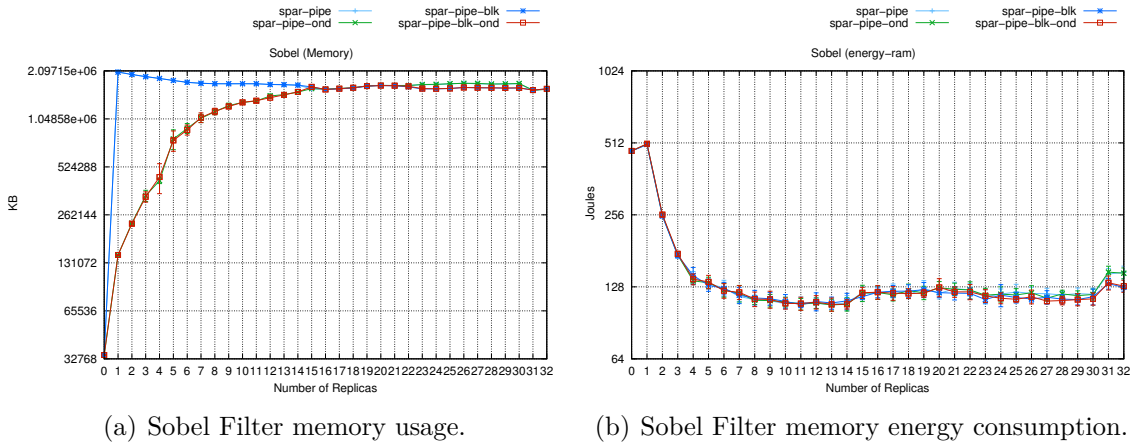 spar-pipe spar-pipe-blk
spar-pipe-ond spar-pipe-blk-ond
Sobel (Memory)
2.09715e+06
1.04858e+06
524288
262144
131072
65536
32768
KB
0 1 2 3 4 5 6 7 8 9 10 11 12 13 14 15 16 17 18 19 20 21 22 23 24 25 26 27 28 29 30 31 32
Number of Replicas
(a) Sobel Filter memory usage.
spar-pipe spar-pipe-blk
spar-pipe-ond spar-pipe-blk-ond
Sobel (energy-ram)
1024
512
256
128
64
Joules
0 1 2 3 4 5 6 7 8 9 10 11 12 13 14 15 16 17 18 19 20 21 22 23 24 25 26 27 28 29 30 31 32
Number of Replicas
(b) Sobel Filter memory energy consumption.